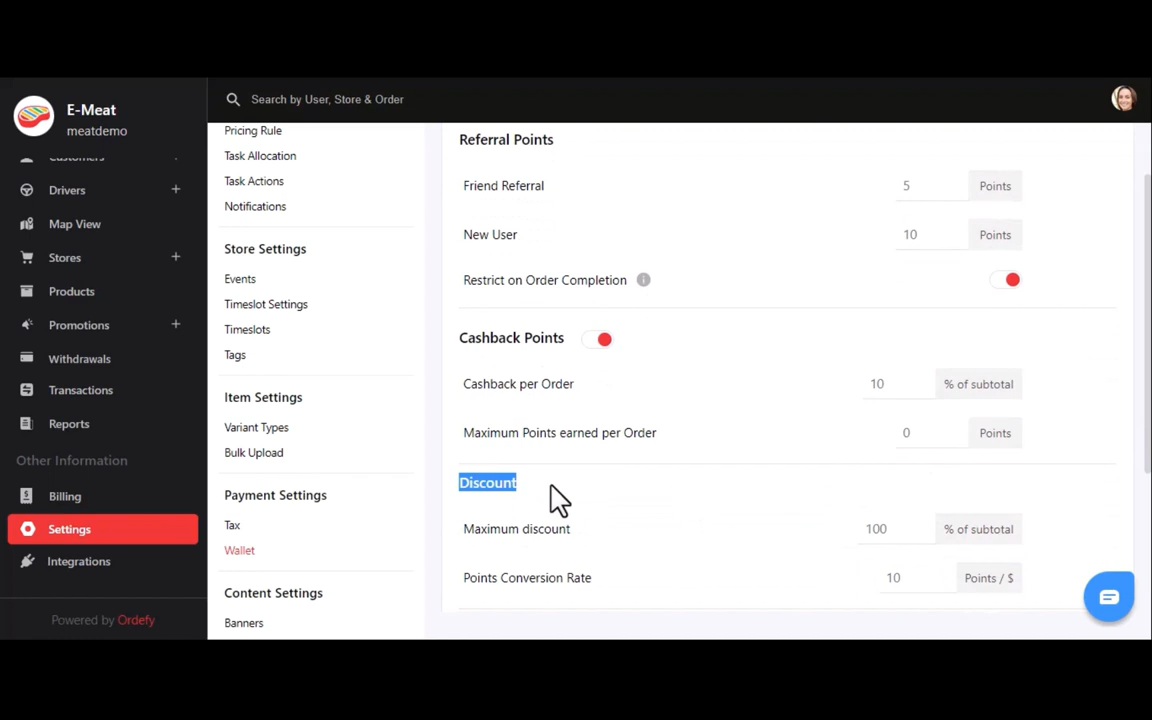 E-Meat
meatdemo
Search by User, Store & Order
Customers
Drivers
Map View
Stores
Products
Promotions
Withdrawals
Transactions
Reports
Other Information
Billing
Settings
Integrations
Powered by Ordefy
Pricing Rule
Task Allocation
Task Actions
Notifications
Store Settings
Events
Timeslot Settings
Timeslots
Tags
Item Settings
Variant Types
Bulk Upload
Payment Settings
Tax
Wallet
Content Settings
Banners
Referral Points
Friend Referral 5 Points
New User 10 Points
Restrict on Order Completion
Cashback Points
Cashback per Order 10 % of subtotal
Maximum Points earned per Order 0 Points
Discount
Maximum discount 100 % of subtotal
Points Conversion Rate 10 Points / $